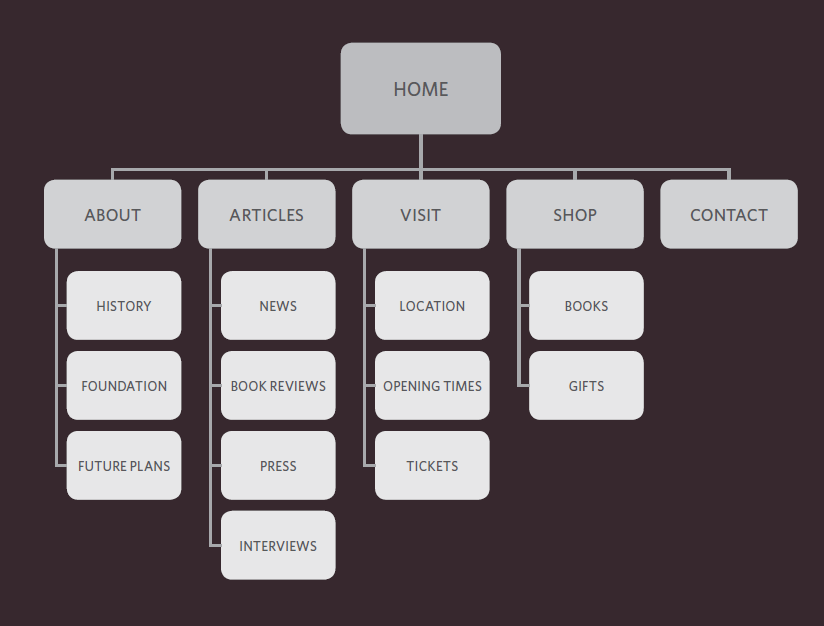 HOME
ABOUT
ARTICLES
VISIT
SHOP
CONTACT
HISTORY
NEWS
LOCATION
BOOKS
FOUNDATION
BOOK REVIEWS
OPENING TIMES
GIFTS
FUTURE PLANS
PRESS
TICKETS
INTERVIEWS